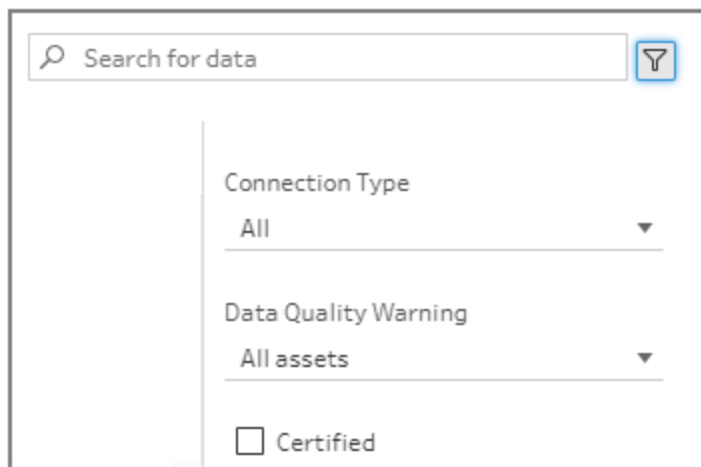 Search for data
Connection Type
All
Data Quality Warning
All assets
Certified